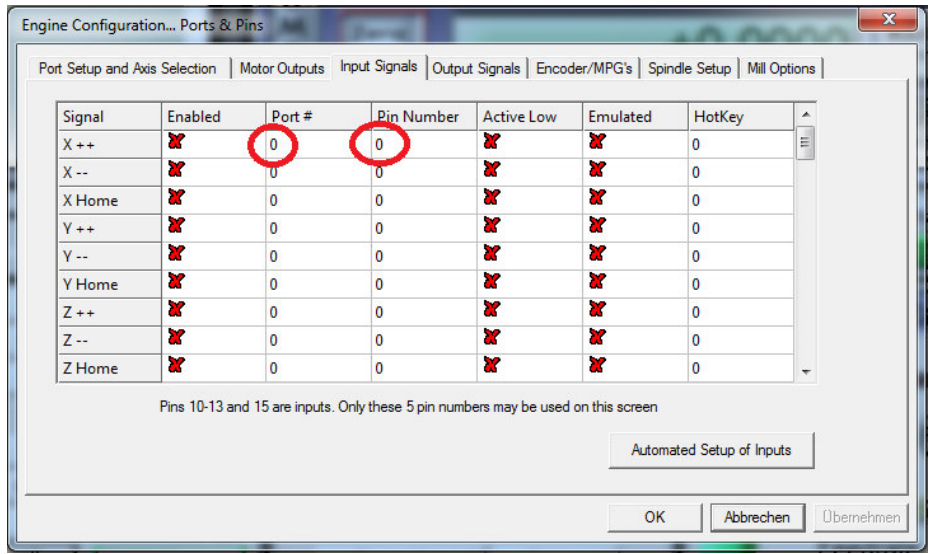 Engine Configuration... Ports & Pins
Port Setup and Axis Selection Motor Outputs Input Signals Output Signals Encoder/MPG's Spindle Setup Mill Options
Signal Enabled Port # Pin Number Active Low Emulated HotKey
X ++ 0 0 0
X -- 0 0 0
X Home 0 0 0
Y ++ 0 0 0
Y -- 0 0 0
Y Home 0 0 0
Z ++ 0 0 0
Z -- 0 0 0
Z Home 0 0 0
Pins 10-13 and 15 are inputs. Only these 5 pin numbers may be used on this screen
Automated Setup of Inputs
OK Abbrechen Übernehmen